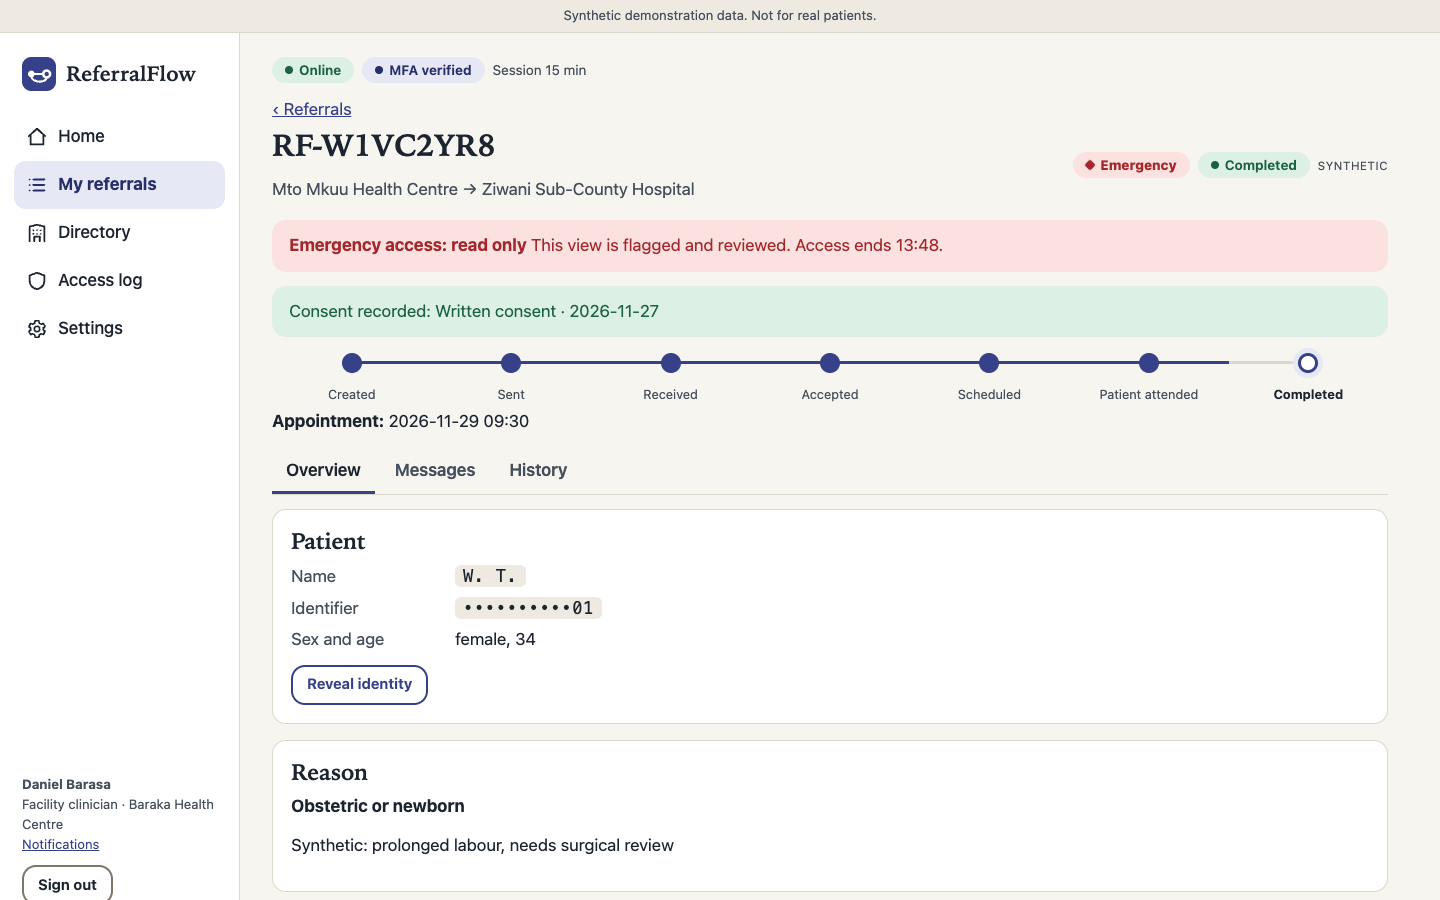 Synthetic demonstration data. Not for real patients.
ReferralFlow
Home
My referrals
Directory
Access log
Settings
Daniel Barasa
Facility clinician · Baraka Health
Centre
Notifications
Sign out
Online
MFA verified
Session 15 min
‹ Referrals
RF-W1VC2YR8
Mto Mkuu Health Centre → Ziwani Sub-County Hospital
Emergency
Completed
SYNTHETIC
Emergency access: read only This view is flagged and reviewed. Access ends 13:48.
Consent recorded: Written consent · 2026-11-27
Created
Sent
Received
Accepted
Scheduled
Patient attended
Completed
Appointment: 2026-11-29 09:30
Overview
Messages
History
Patient
Name W. T.
Identifier ••••••••••01
Sex and age female, 34
Reveal identity
Reason
Obstetric or newborn
Synthetic: prolonged labour, needs surgical review